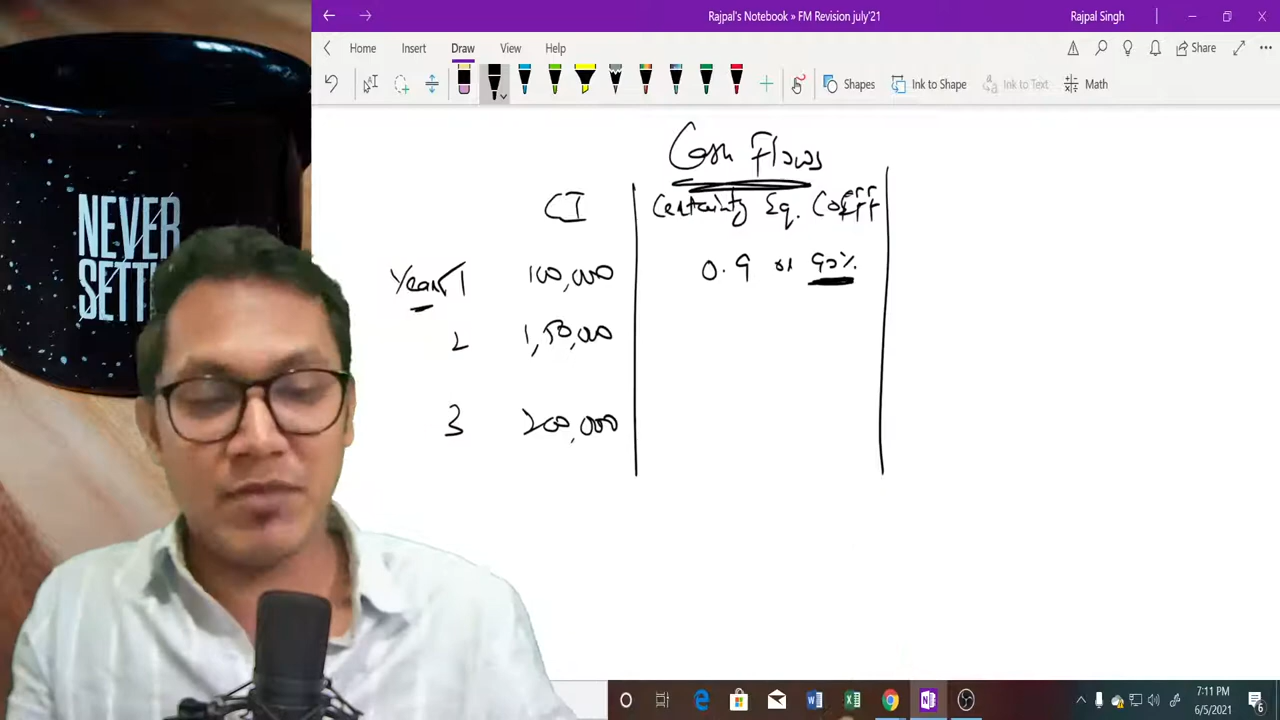 Rajpal's Notebook » FM Revision july'21
Rajpal Singh
Home Insert Draw View Help
Share
Shapes Ink to Shape Ink to Text Math
Cash Flows
CI Certainty Eq. Coeff
Year 1 100,000 0.9 or 90%
2 1,50,000
3 200,000
NEVER
SETTL
7:11 PM
6/5/2021
6